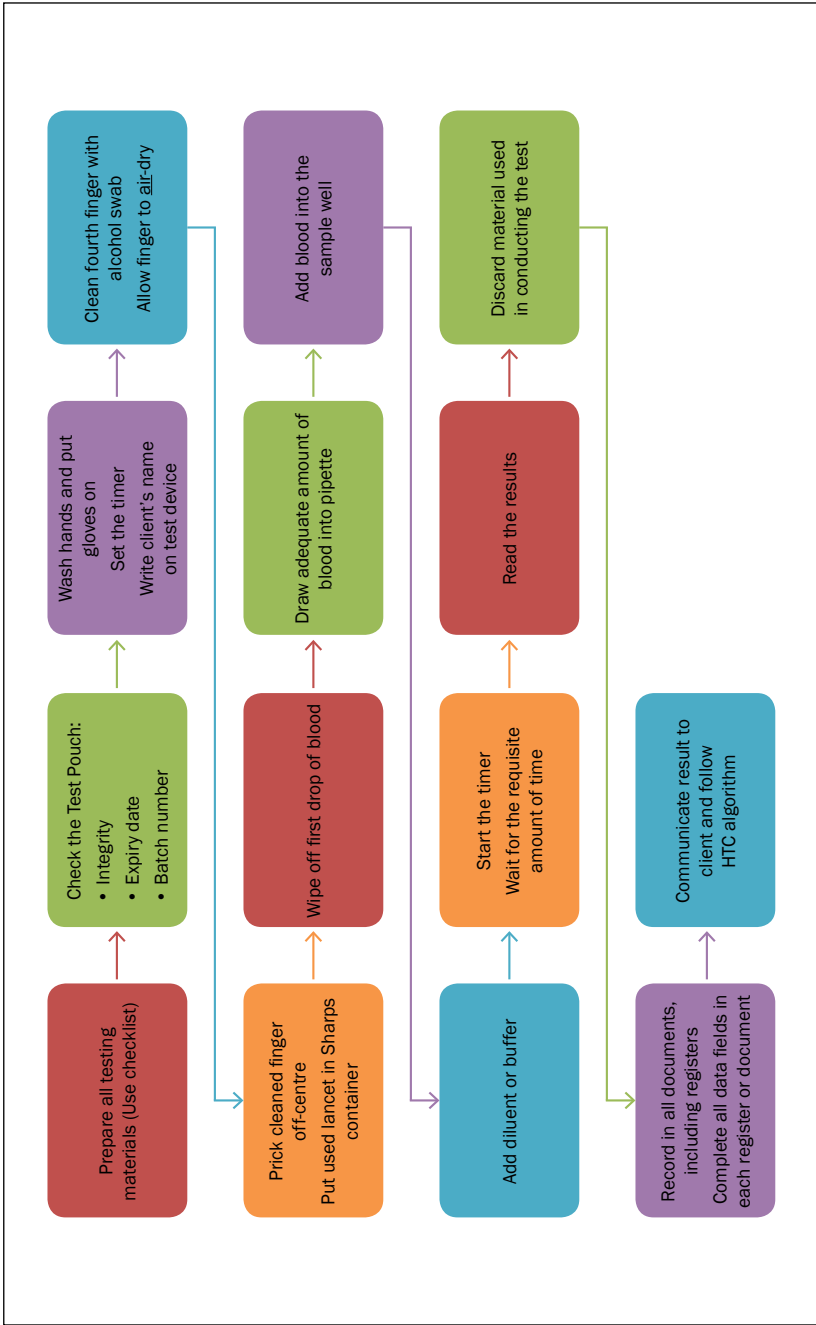 Prepare all testing
materials (Use checklist)
Check the Test Pouch:
• Integrity
• Expiry date
• Batch number
Wash hands and put
gloves on
Set the timer
Write client's name
on test device
Clean fourth finger with
alcohol swab
Allow finger to air-dry
Prick cleaned finger
off-centre
Put used lancet in Sharps
container
Wipe off first drop of blood
Draw adequate amount of
blood into pipette
Add blood into the
sample well
Add diluent or buffer
Start the timer
Wait for the requisite
amount of time
Read the results
Discard material used
in conducting the test
Record in all documents,
including registers
Complete all data fields in
each register or document
Communicate result to
client and follow
HTC algorithm